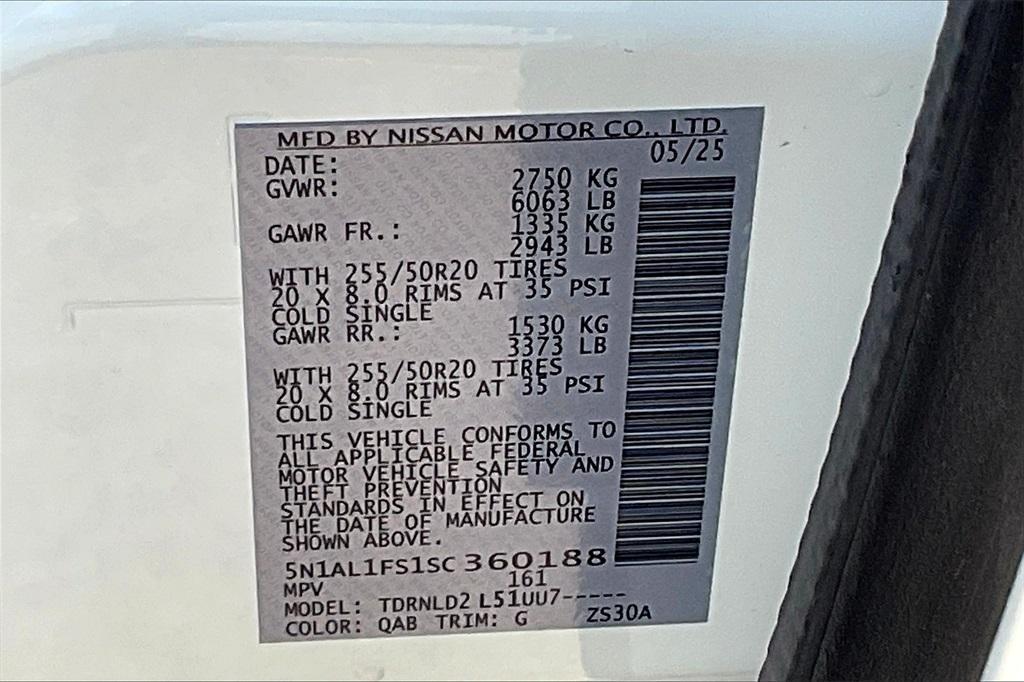 MFD BY NISSAN MOTOR CO., LTD.
DATE: 05/25
GVWR: 2750 KG
6063 LB
GAWR FR.: 1335 KG
2943 LB
WITH 255/50R20 TIRES
20 X 8.0 RIMS AT 35 PSI
COLD SINGLE
GAWR RR.: 1530 KG
3373 LB
WITH 255/50R20 TIRES
20 X 8.0 RIMS AT 35 PSI
COLD SINGLE
THIS VEHICLE CONFORMS TO
ALL APPLICABLE FEDERAL
MOTOR VEHICLE SAFETY AND
THEFT PREVENTION
STANDARDS IN EFFECT ON
THE DATE OF MANUFACTURE
SHOWN ABOVE.
5N1AL1FS1SC 360188
MPV 161
MODEL: TDRNLD2 L51UU7-----
COLOR: QAB TRIM: G ZS30A